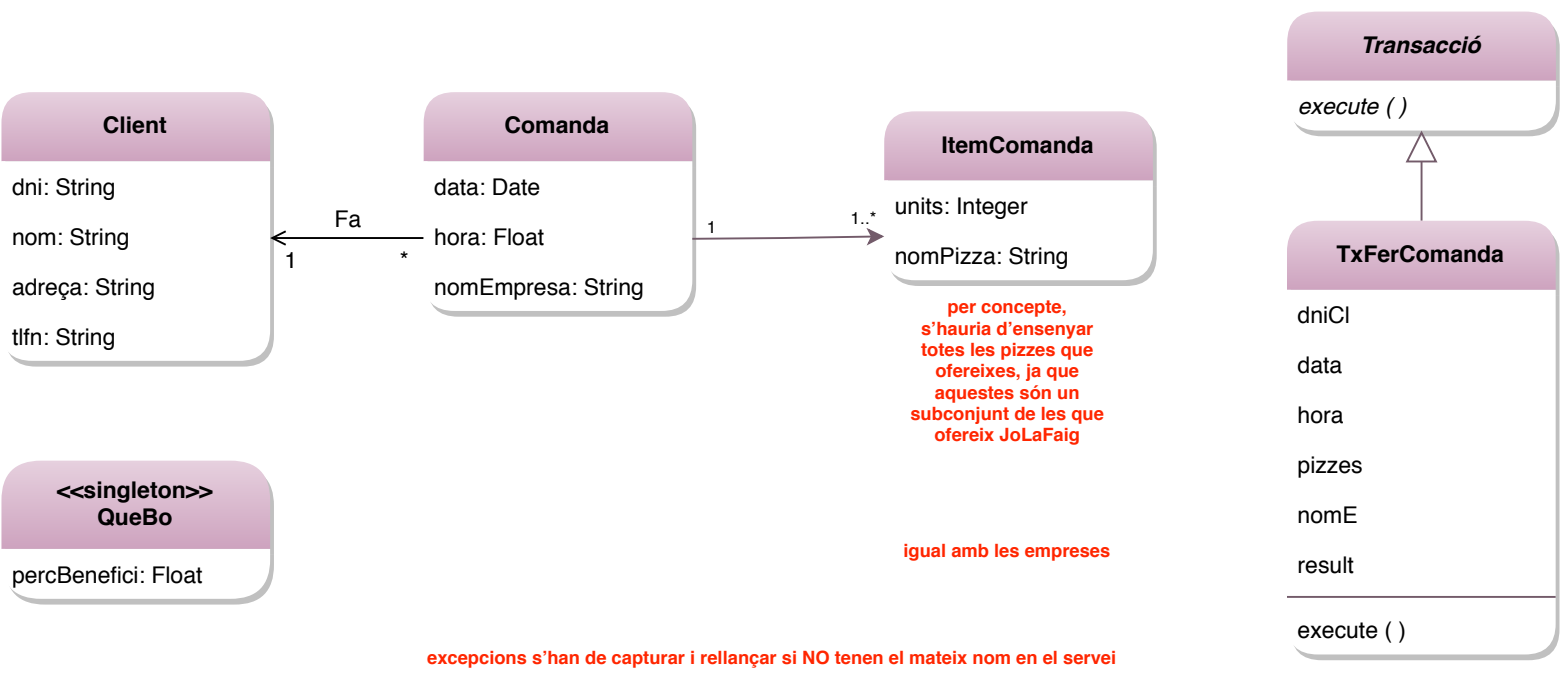 Client
dni: String
nom: String
adreça: String
tlfn: String
Fa
1
*
Comanda
data: Date
hora: Float
nomEmpresa: String
1
1..*
ItemComanda
units: Integer
nomPizza: String
per concepte,
s'hauria d'ensenyar
totes les pizzes que
ofereixes, ja que
aquestes són un
subconjunt de les que
ofereix JoLaFaig
igual amb les empreses
<<singleton>>
QueBo
percBenefici: Float
excepcions s'han de capturar i rellançar si NO tenen el mateix nom en el servei
Transacció
execute ( )
TxFerComanda
dniCl
data
hora
pizzes
nomE
result
execute ( )